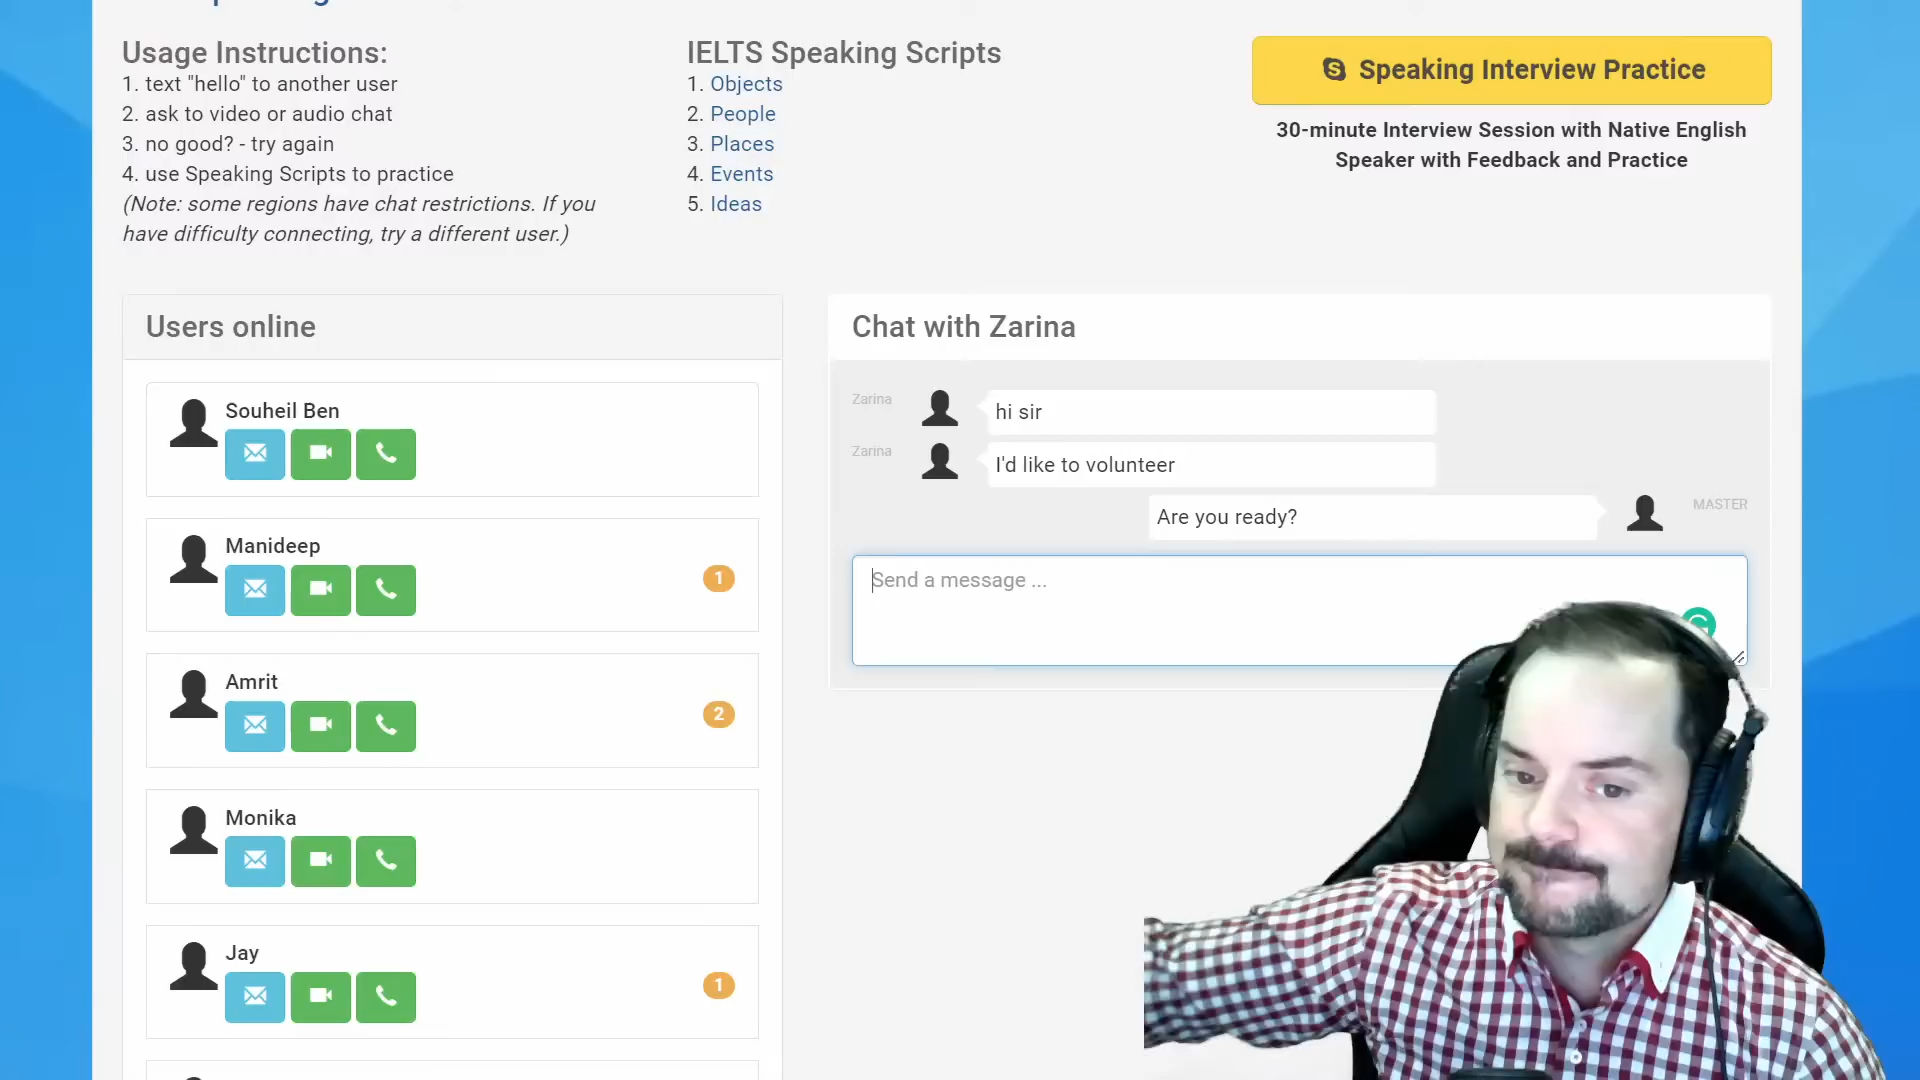 Usage Instructions:
1. text "hello" to another user
2. ask to video or audio chat
3. no good? - try again
4. use Speaking Scripts to practice
(Note: some regions have chat restrictions. If you
have difficulty connecting, try a different user.)
IELTS Speaking Scripts
1. Objects
2. People
3. Places
4. Events
5. Ideas
Speaking Interview Practice
30-minute Interview Session with Native English
Speaker with Feedback and Practice
Users online
Souheil Ben
Manideep
1
Amrit
2
Monika
Jay
1
Chat with Zarina
Zarina
hi sir
Zarina
I'd like to volunteer
Are you ready?
MASTER
Send a message ...